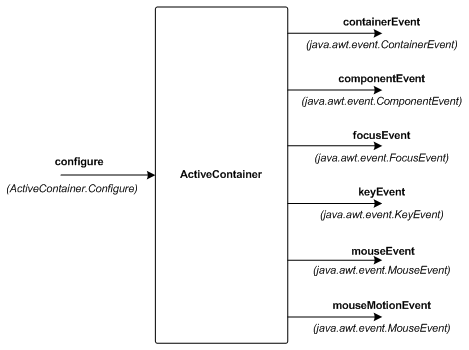 containerEvent
(java.awt.event.ContainerEvent)
componentEvent
(java.awt.event.ComponentEvent)
focusEvent
(java.awt.event.FocusEvent)
configure
(ActiveContainer.Configure)
ActiveContainer
keyEvent
(java.awt.event.KeyEvent)
mouseEvent
(java.awt.event.MouseEvent)
mouseMotionEvent
(java.awt.event.MouseEvent)